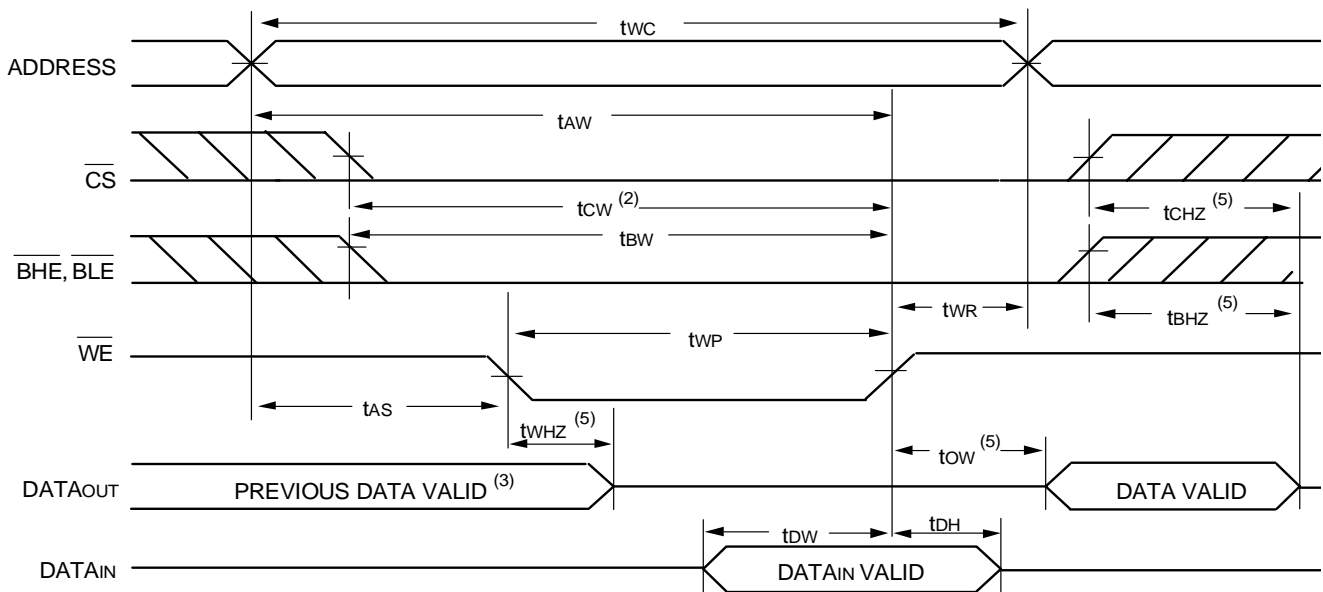 tWC
ADDRESS
tAW
CS
tCW (2)
tCHZ (5)
tBW
BHE, BLE
tWR
tBHZ (5)
tWP
WE
tAS
tWHZ (5)
tOW (5)
DATAOUT
PREVIOUS DATA VALID (3)
DATA VALID
tDW
tDH
DATAIN
DATAIN VALID